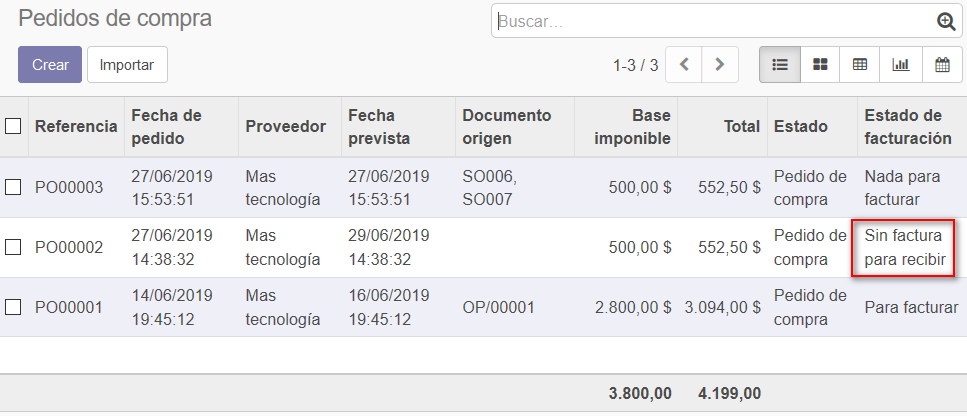 Pedidos de compra
Buscar...
Crear
Importar
1-3 / 3
Referencia
Fecha de
pedido
Proveedor
Fecha
prevista
Documento
origen
Base
imponible
Total
Estado
Estado de
facturación
PO00003
27/06/2019
15:53:51
Mas
tecnología
27/06/2019
15:53:51
SO006,
SO007
500,00 $
552,50 $
Pedido de
compra
Nada para
facturar
PO00002
27/06/2019
14:38:32
Mas
tecnología
29/06/2019
14:38:32
500,00 $
552,50 $
Pedido de
compra
Sin factura
para recibir
PO00001
14/06/2019
19:45:12
Mas
tecnología
16/06/2019
19:45:12
OP/00001
2.800,00 $
3.094,00 $
Pedido de
compra
Para facturar
3.800,00
4.199,00